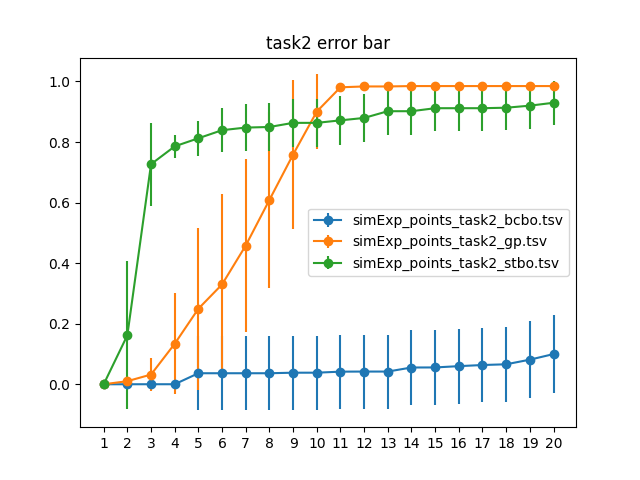 task2 error bar
1.0
0.8
0.6
0.4
0.2
0.0
simExp_points_task2_bcbo.tsv
simExp_points_task2_gp.tsv
simExp_points_task2_stbo.tsv
1 2 3 4 5 6 7 8 9 10 11 12 13 14 15 16 17 18 19 20